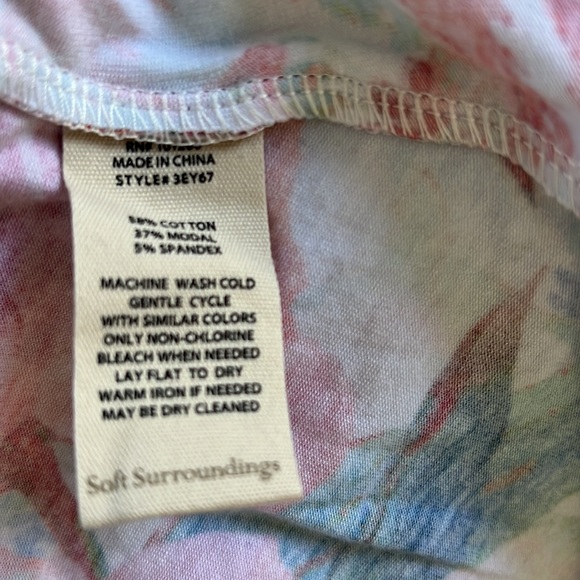 MADE IN CHINA
STYLE# 3EY67
58% COTTON
37% MODAL
5% SPANDEX
MACHINE WASH COLD
GENTLE CYCLE
WITH SIMILAR COLORS
ONLY NON-CHLORINE
BLEACH WHEN NEEDED
LAY FLAT TO DRY
WARM IRON IF NEEDED
MAY BE DRY CLEANED
Soft Surroundings